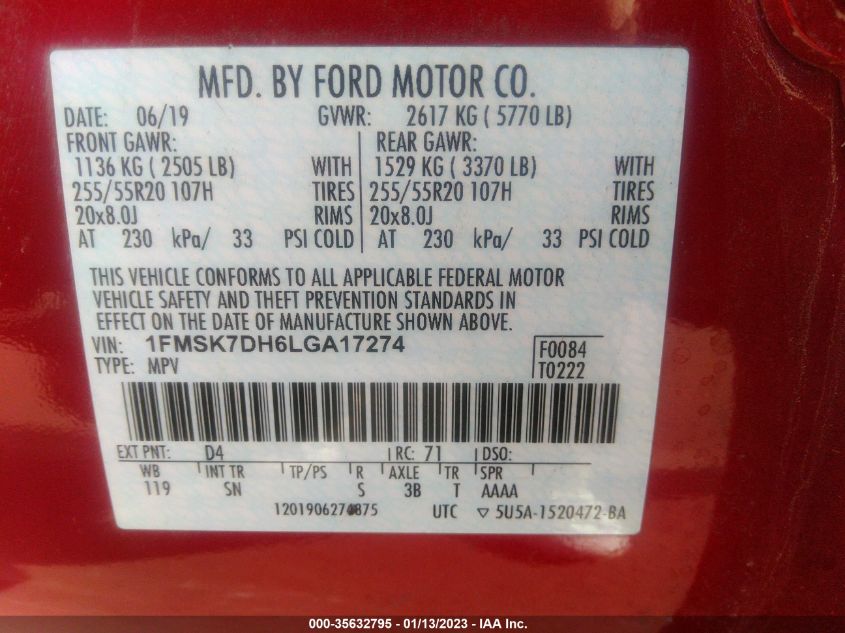 MFD. BY FORD MOTOR CO.
DATE: 06/19 GVWR: 2617 KG ( 5770 LB)
FRONT GAWR: REAR GAWR:
1136 KG ( 2505 LB) WITH 1529 KG ( 3370 LB) WITH
255/55R20 107H TIRES 255/55R20 107H TIRES
20x8.0J RIMS 20x8.0J RIMS
AT 230 kPa/ 33 PSI COLD AT 230 kPa/ 33 PSI COLD
THIS VEHICLE CONFORMS TO ALL APPLICABLE FEDERAL MOTOR
VEHICLE SAFETY AND THEFT PREVENTION STANDARDS IN
EFFECT ON THE DATE OF MANUFACTURE SHOWN ABOVE.
VIN: 1FMSK7DH6LGA17274 F0084
TYPE: MPV T0222
EXT PNT: D4 RC: 71 DSO:
WB INT TR TP/PS R AXLE TR SPR
119 SN S 3B T AAAA
UTC ▽ 5U5A-1520472-BA
000-35632795 - 01/13/2023 - IAA Inc.